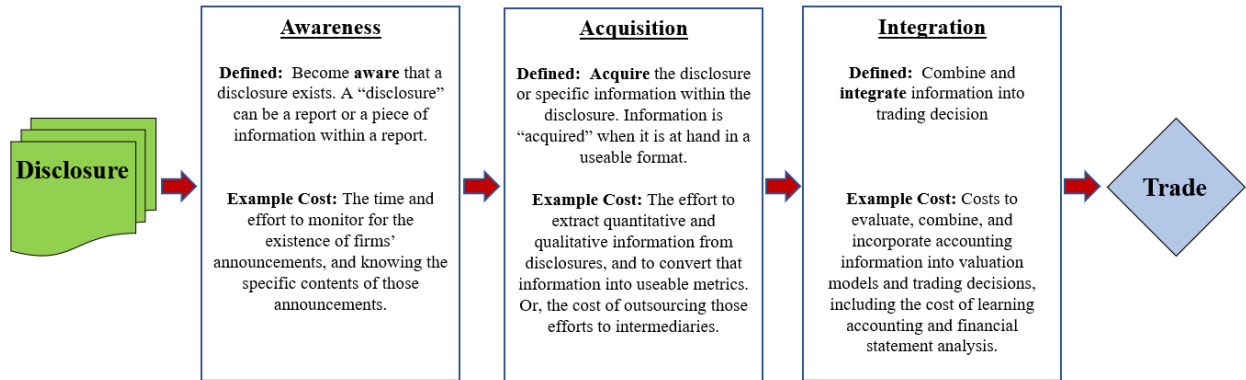 Disclosure
Awareness
Defined: Become aware that a
disclosure exists. A “disclosure”
can be a report or a piece of
information within a report.
Example Cost: The time and
effort to monitor for the
existence of firms’
announcements, and knowing the
specific contents of those
announcements.
Acquisition
Defined: Acquire the disclosure
or specific information within the
disclosure. Information is
“acquired” when it is at hand in a
useable format.
Example Cost: The effort to
extract quantitative and
qualitative information from
disclosures, and to convert that
information into useable metrics.
Or, the cost of outsourcing those
efforts to intermediaries.
Integration
Defined: Combine and
integrate information into
trading decision
Example Cost: Costs to
evaluate, combine, and
incorporate accounting
information into valuation
models and trading decisions,
including the cost of learning
accounting and financial
statement analysis.
Trade